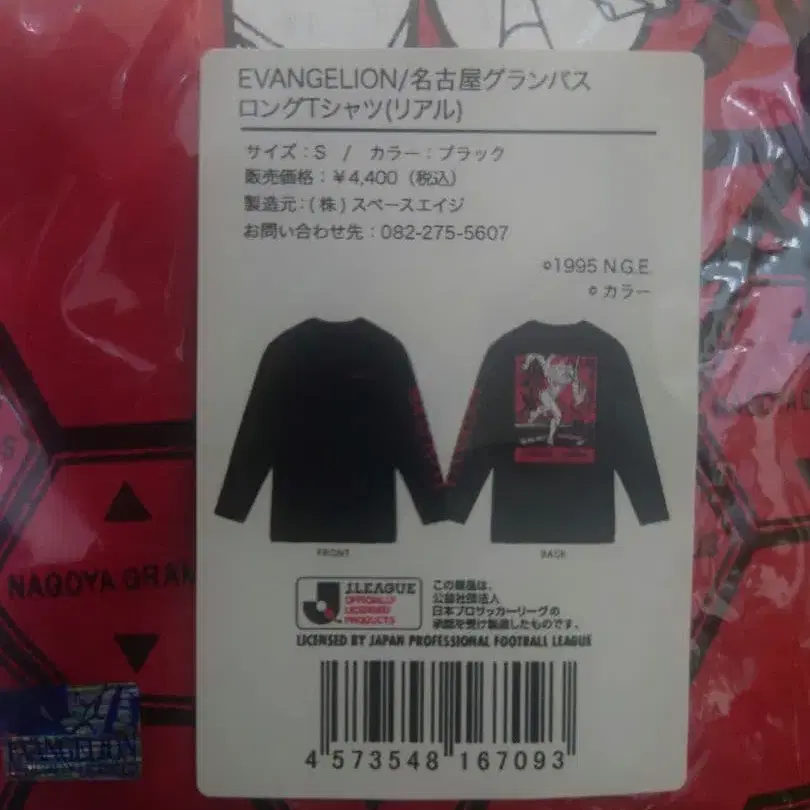 EVANGELION/名古屋グランパス
ロングTシャツ(リアル)
サイズ：S / カラー：ブラック
販売価格：￥4,400（税込）
製造元：(株)スペースエイジ
お問い合わせ先：082-275-5607
©1995 N.G.E.
© カラー
FRONT
BACK
J.LEAGUE
OFFICIALLY
LICENSED
PRODUCTS
この商品は、
公益社団法人
日本プロサッカーリーグの
承認を受け製造したものです。
LICENSED BY JAPAN PROFESSIONAL FOOTBALL LEAGUE
4 573548 167093
NAGOYA GRAM
EVANGELION